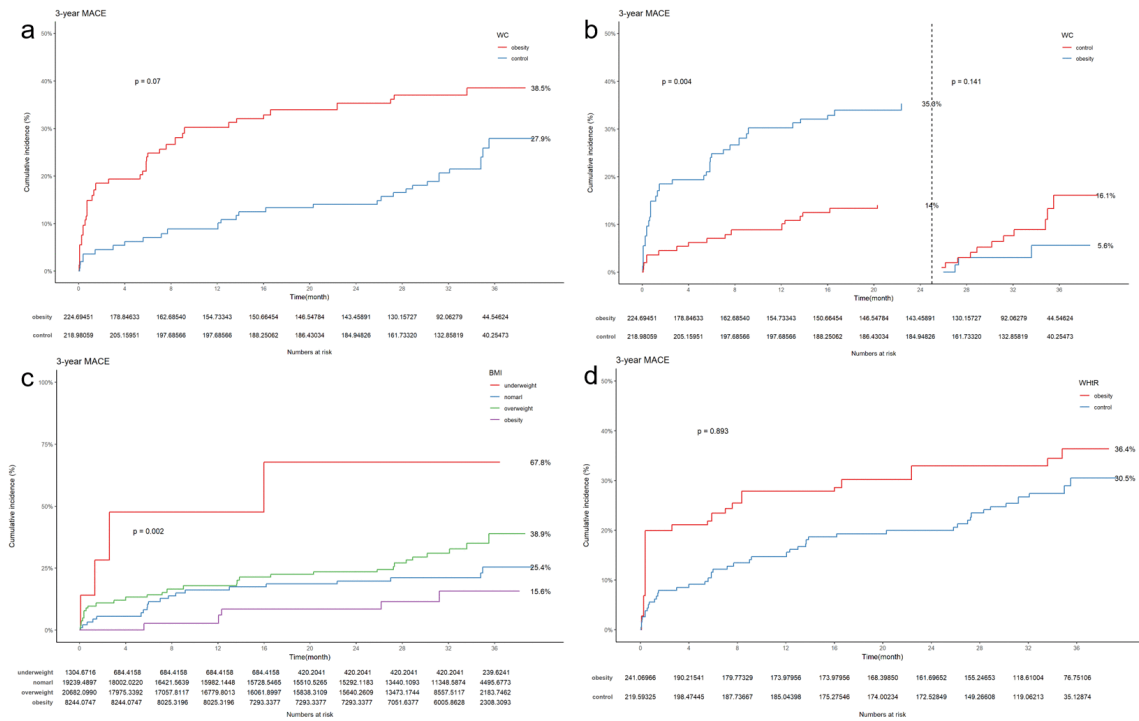 a
3-year MACE
WC
obesity
control
p = 0.07
38.5%
27.9%
50%
40%
30%
20%
10%
0%
Cumulative incidence (%)
0 4 8 12 16 20 24 28 32 36
Time(month)
obesity 224.69451 178.84633 162.68540 154.73343 150.66454 146.54784 143.45891 130.15727 92.06279 44.54624
control 218.98059 205.15951 197.68566 197.68566 188.25062 186.43034 184.94826 161.73320 132.85819 40.25473
Numbers at risk
b
3-year MACE
WC
control
obesity
p = 0.004
p = 0.141
14%
16.1%
5.6%
50%
40%
30%
20%
10%
0%
Cumulative incidence (%)
0 4 8 12 16 20 24 28 32 36
Time(month)
obesity 224.69451 178.84633 162.68540 154.73343 150.66454 146.54784 143.45891 130.15727 92.06279 44.54624
control 218.98059 205.15951 197.68566 197.68566 188.25062 186.43034 184.94826 161.73320 132.85819 40.25473
Numbers at risk
c
3-year MACE
BMI
underweight
nomarl
overweight
obesity
p = 0.002
67.8%
38.9%
25.4%
15.6%
100%
75%
50%
25%
0%
Cumulative incidence (%)
0 4 8 12 16 20 24 28 32 36
Time(month)
underweight 1304.6716 684.4158 684.4158 684.4158 684.4158 420.2041 420.2041 420.2041 420.2041 239.6241
nomarl 19239.4897 18002.0220 16421.5639 15982.1448 15728.5465 15510.5265 15292.1183 13440.1093 11348.5874 4495.6773
overweight 20682.0990 17975.3392 17057.8117 16779.8013 16061.8997 15838.3109 15640.2609 13473.1744 8557.5117 2183.7462
obesity 8244.0747 8244.0747 8025.3196 8025.3196 7293.3377 7293.3377 7293.3377 7051.6377 6005.8628 2308.3093
Numbers at risk
d
3-year MACE
WHtR
obesity
control
p = 0.893
36.4%
30.5%
50%
40%
30%
20%
10%
0%
Cumulative incidence (%)
0 4 8 12 16 20 24 28 32 36
Time(month)
obesity 241.06966 190.21541 179.77329 173.97956 173.97956 168.39850 161.69652 155.24653 118.61004 76.75106
control 219.59325 198.47445 187.73667 185.04398 175.27546 174.00234 172.52849 149.26608 119.06213 35.12874
Numbers at risk